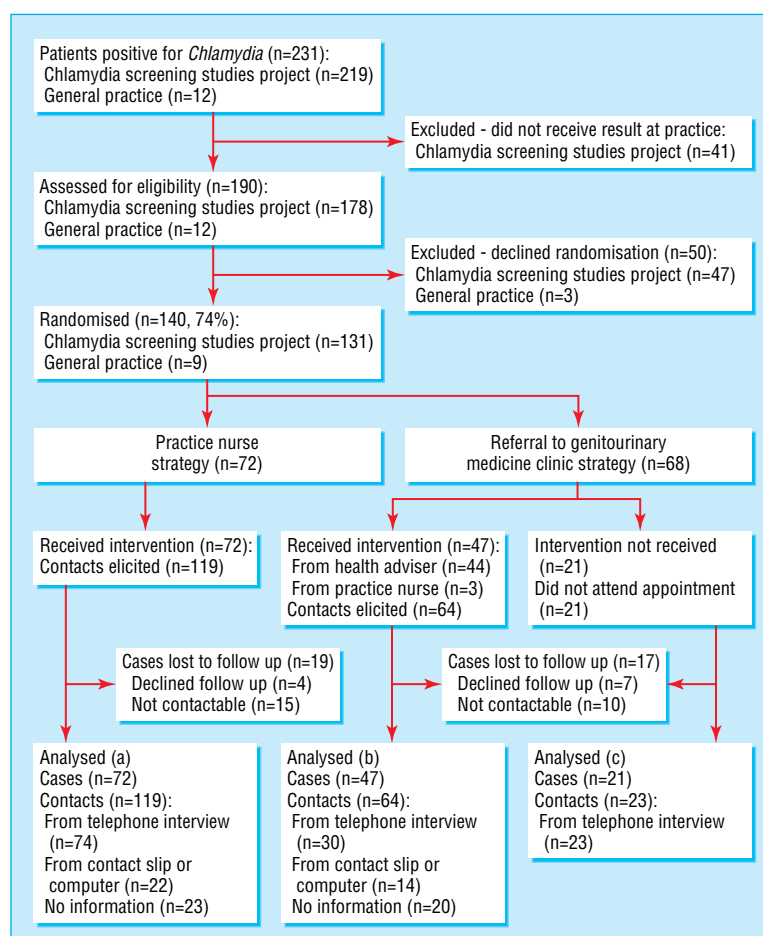 Patients positive for Chlamydia (n=231):
Chlamydia screening studies project (n=219)
General practice (n=12)
Excluded - did not receive result at practice:
Chlamydia screening studies project (n=41)
Assessed for eligibility (n=190):
Chlamydia screening studies project (n=178)
General practice (n=12)
Excluded - declined randomisation (n=50):
Chlamydia screening studies project (n=47)
General practice (n=3)
Randomised (n=140, 74%):
Chlamydia screening studies project (n=131)
General practice (n=9)
Practice nurse
strategy (n=72)
Referral to genitourinary
medicine clinic strategy (n=68)
Received intervention (n=72):
Contacts elicited (n=119)
Received intervention (n=47):
From health adviser (n=44)
From practice nurse (n=3)
Contacts elicited (n=64)
Intervention not received
(n=21)
Did not attend appointment
(n=21)
Cases lost to follow up (n=19)
Declined follow up (n=4)
Not contactable (n=15)
Cases lost to follow up (n=17)
Declined follow up (n=7)
Not contactable (n=10)
Analysed (a)
Cases (n=72)
Contacts (n=119):
From telephone interview
(n=74)
From contact slip or
computer (n=22)
No information (n=23)
Analysed (b)
Cases (n=47)
Contacts (n=64):
From telephone interview
(n=30)
From contact slip or
computer (n=14)
No information (n=20)
Analysed (c)
Cases (n=21)
Contacts (n=23):
From telephone interview
(n=23)